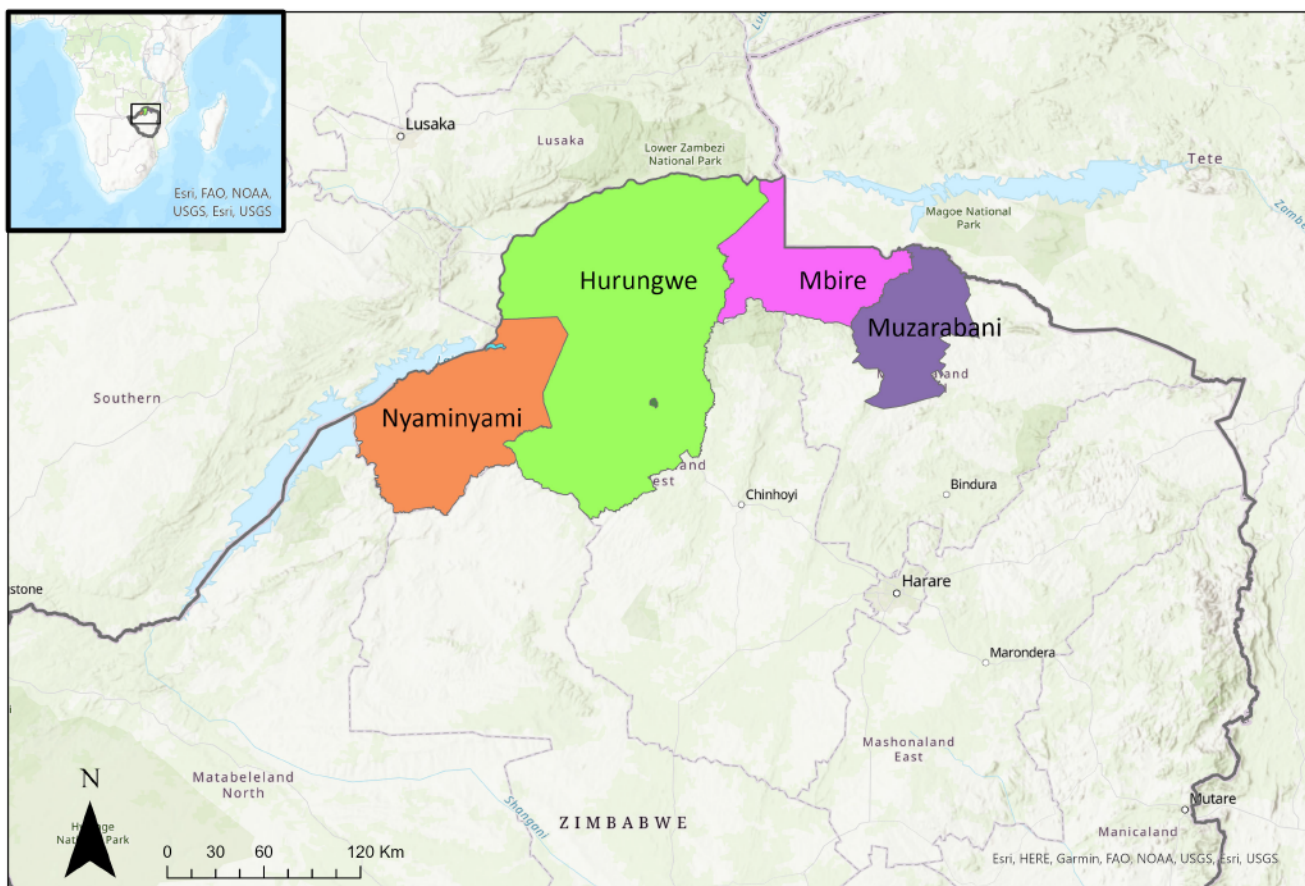 Esri, FAO, NOAA,
USGS, Esri, USGS
Lusaka
Lusaka
Lower Zambezi
National Park
Tete
Magoe National
Park
Hurungwe
Mbire
Muzarabani
Southern
Nyaminyami
Chinhoyi
Bindura
Harare
stone
Marondera
Mashonaland
East
Matabeleland
North
N
Shangani
ZIMBABWE
Mutare
Manicaland
0 30 60 120 Km
Esri, HERE, Garmin, FAO, NOAA, USGS, Esri, USGS